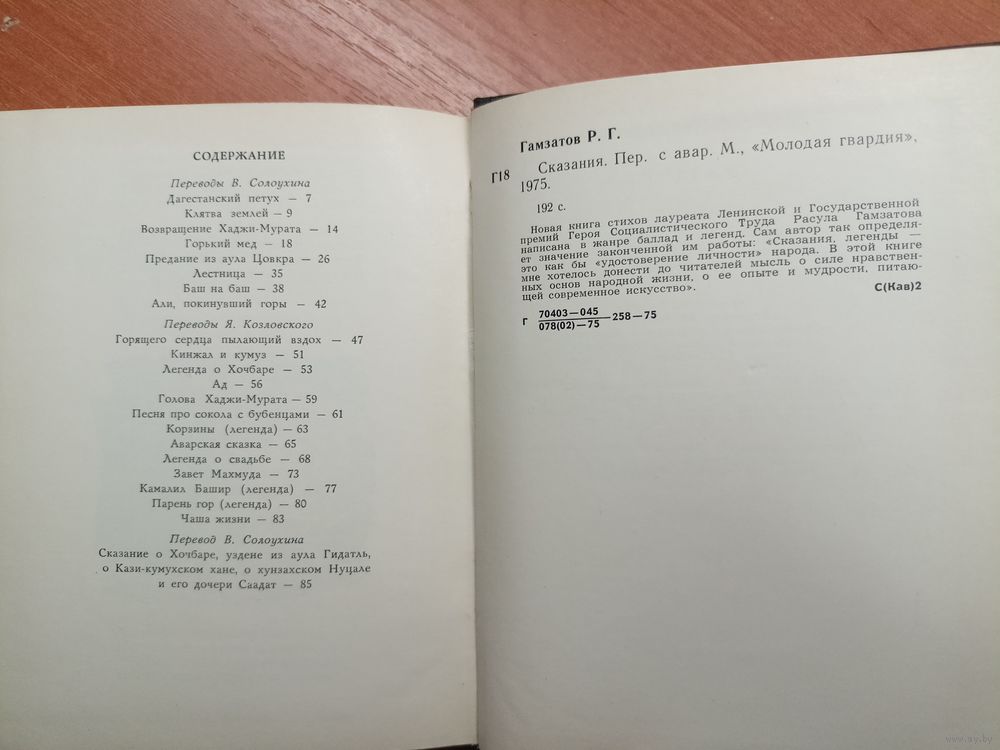 СОДЕРЖАНИЕ
Переводы В. Солоухина
Дагестанский петух — 7
Клятва землей — 9
Возвращение Хаджи-Мурата — 14
Горький мед — 18
Предание из аула Цовкра — 26
Лестница — 35
Баш на баш — 38
Али, покинувший горы — 42
Переводы Я. Козловского
Горящего сердца пылающий вздох — 47
Кинжал и кумуз — 51
Легенда о Хочбаре — 53
Ад — 56
Голова Хаджи-Мурата — 59
Песня про сокола с бубенцами — 61
Корзины (легенда) — 63
Аварская сказка — 65
Легенда о свадьбе — 68
Завет Махмуда — 73
Камалил Башир (легенда) — 77
Парень гор (легенда) — 80
Чаша жизни — 83
Перевод В. Солоухина
Сказание о Хочбаре, уздене из аула Гидатль,
о Кази-кумухском хане, о хунзахском Нуцале
и его дочери Саадат — 85
Гамзатов Р. Г.
Г18 Сказания. Пер. с авар. М., «Молодая гвардия»,
1975.
192 с.
Новая книга стихов лауреата Ленинской и Государственной
премий Героя Социалистического Труда Расула Гамзатова
написана в жанре баллад и легенд. Сам автор так определя-
ет значение законченной им работы: «Сказания, легенды —
это как бы «удостоверение личности» народа. В этой книге
мне хотелось донести до читателей мысль о силе нравствен-
ных основ народной жизни, о ее опыте и мудрости, питаю-
щей современное искусство».
С(Кав)2
Г 70403—045
078(02)—75 —258—75
www.ay.by